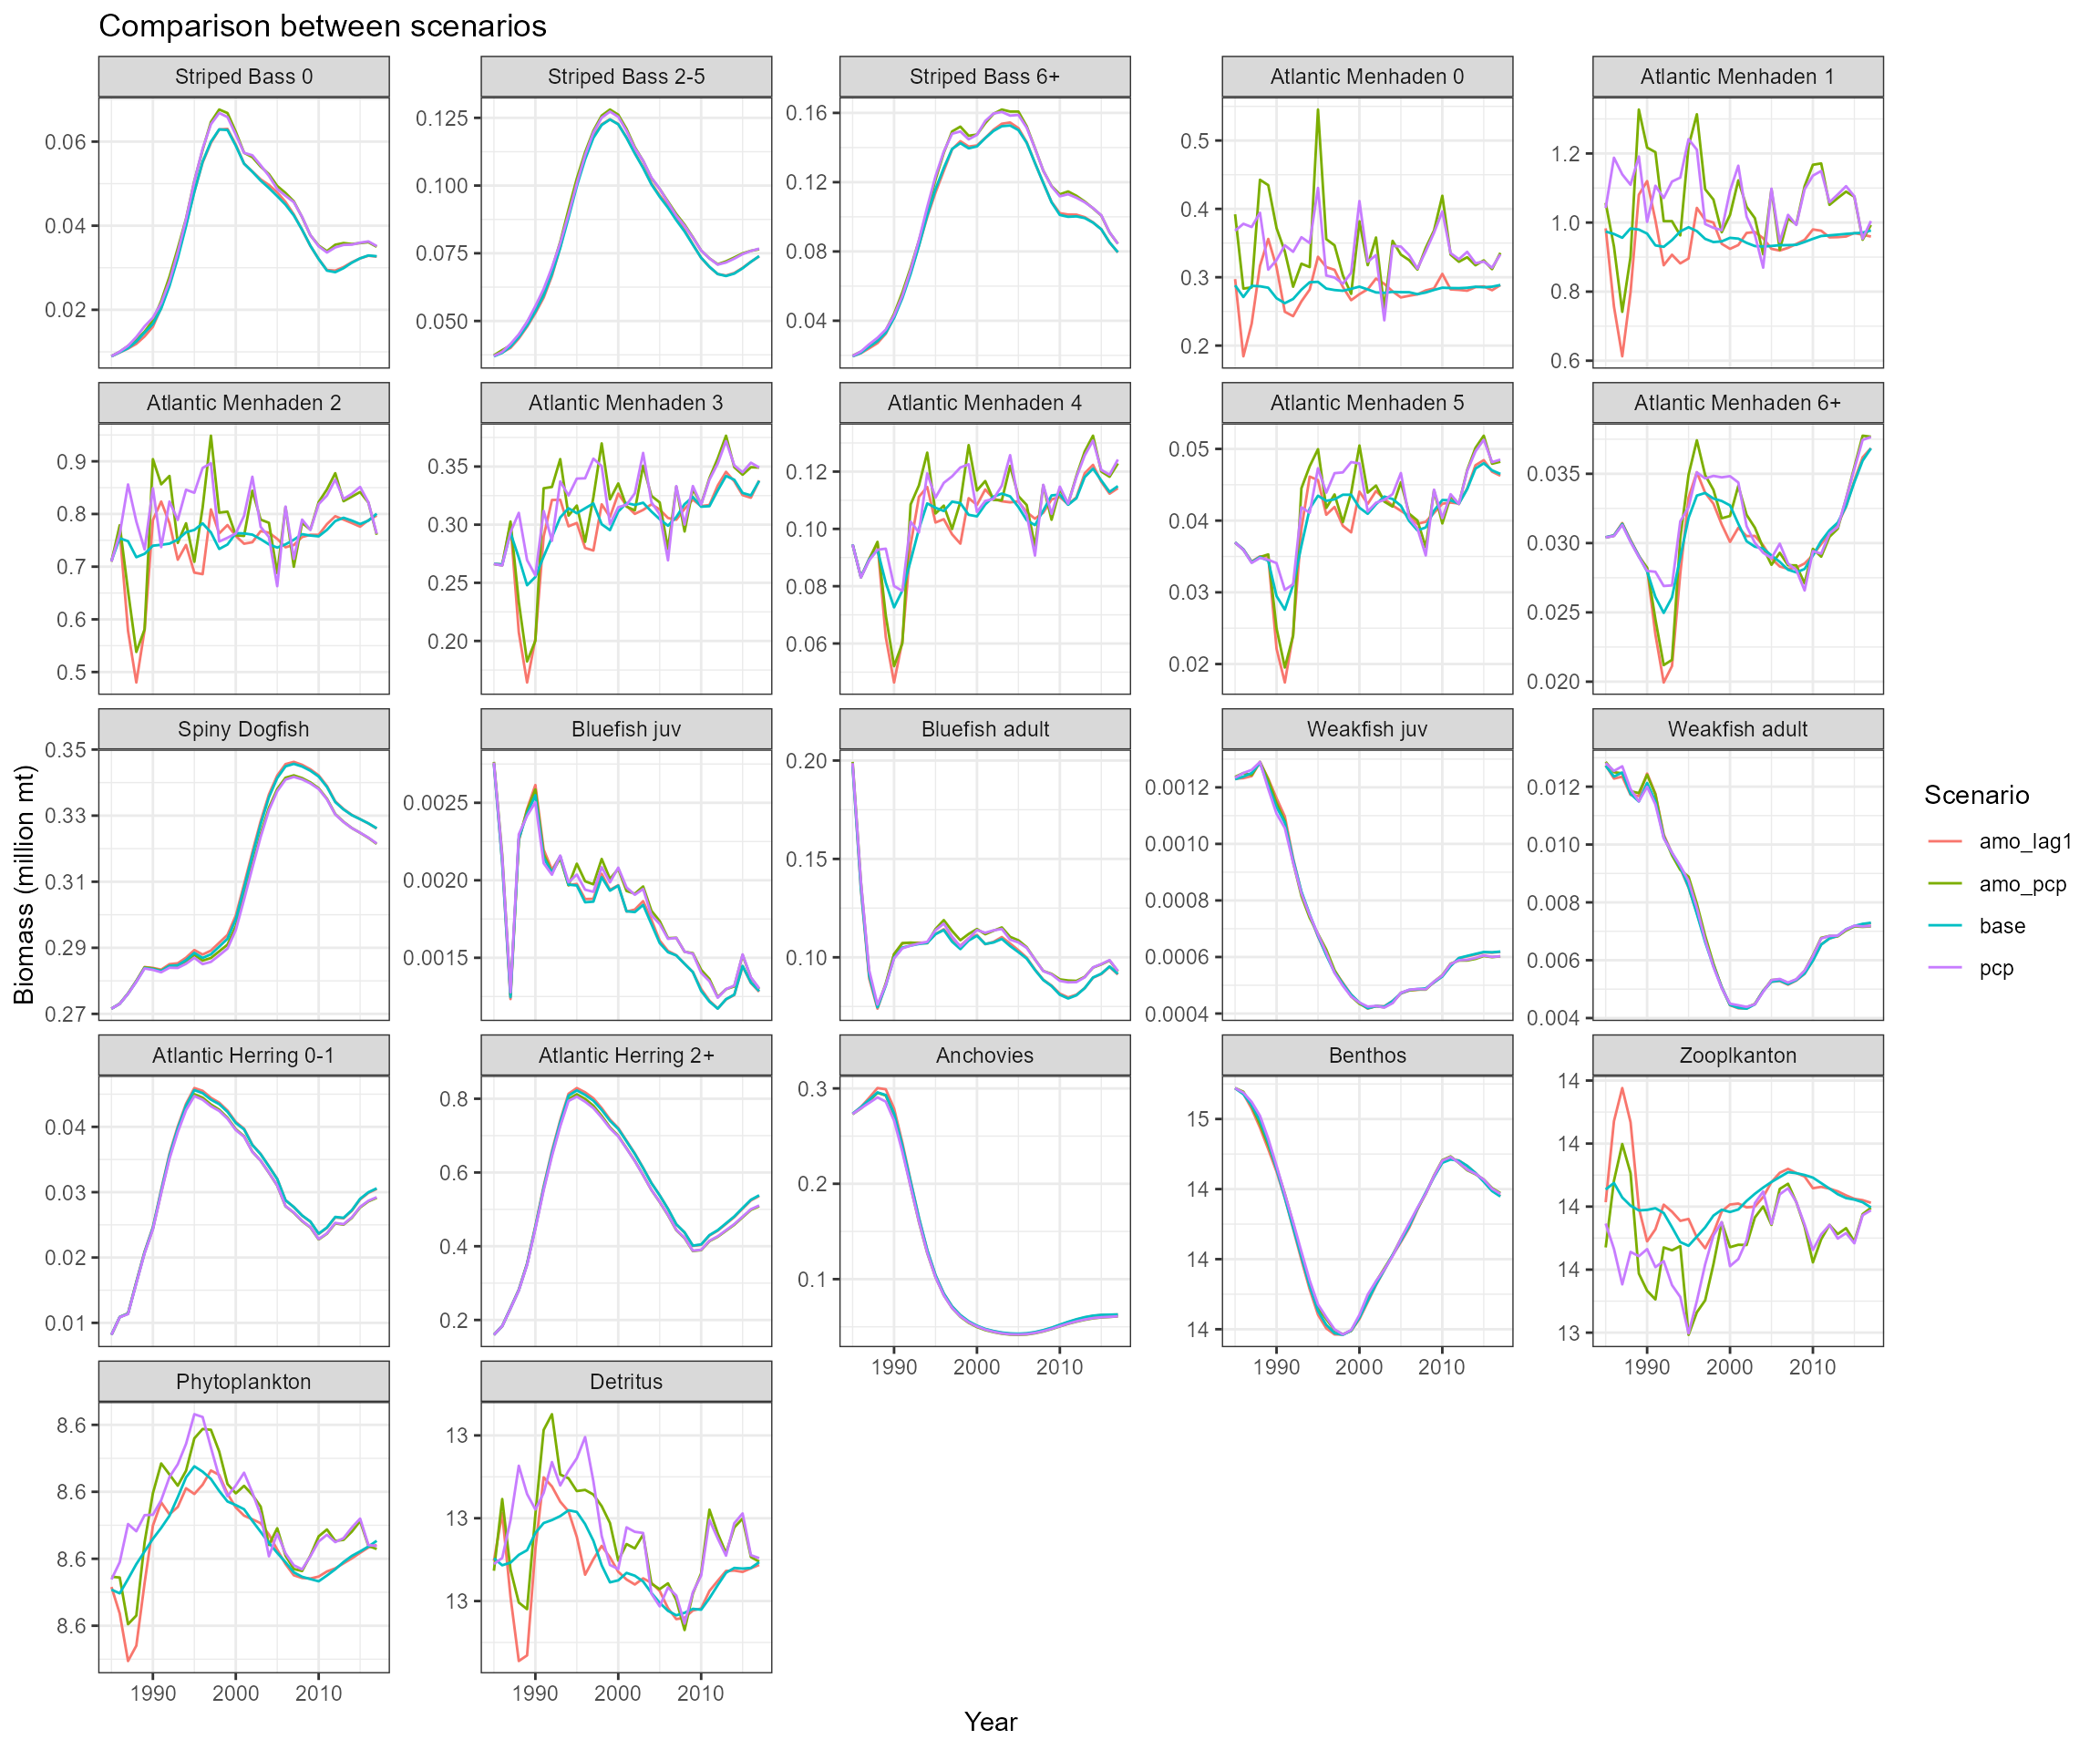 Comparison between scenarios
Striped Bass 0
Striped Bass 2-5
Striped Bass 6+
Atlantic Menhaden 0
Atlantic Menhaden 1
0.06
0.04
0.02
0.125
0.100
0.075
0.050
0.16
0.12
0.08
0.04
0.5
0.4
0.3
0.2
1.2
1.0
0.8
0.6
Atlantic Menhaden 2
Atlantic Menhaden 3
Atlantic Menhaden 4
Atlantic Menhaden 5
Atlantic Menhaden 6+
0.9
0.8
0.7
0.6
0.5
0.35
0.30
0.25
0.20
0.12
0.10
0.08
0.06
0.05
0.04
0.03
0.02
0.035
0.030
0.025
0.020
Spiny Dogfish
Bluefish juv
Bluefish adult
Weakfish juv
Weakfish adult
0.35
0.33
0.31
0.29
0.27
0.0025
0.0020
0.0015
0.20
0.15
0.10
0.0012
0.0010
0.0008
0.0006
0.0004
0.012
0.010
0.008
0.006
0.004
Atlantic Herring 0-1
Atlantic Herring 2+
Anchovies
Benthos
Zooplkanton
0.04
0.03
0.02
0.01
0.8
0.6
0.4
0.2
0.3
0.2
0.1
15
14
14
14
14
14
14
14
13
1990 2000 2010
1990 2000 2010
1990 2000 2010
Phytoplankton
Detritus
8.6
8.6
8.6
8.6
13
13
13
1990 2000 2010
1990 2000 2010
Year
Biomass (million mt)
Scenario
amo_lag1
amo_pcp
base
pcp